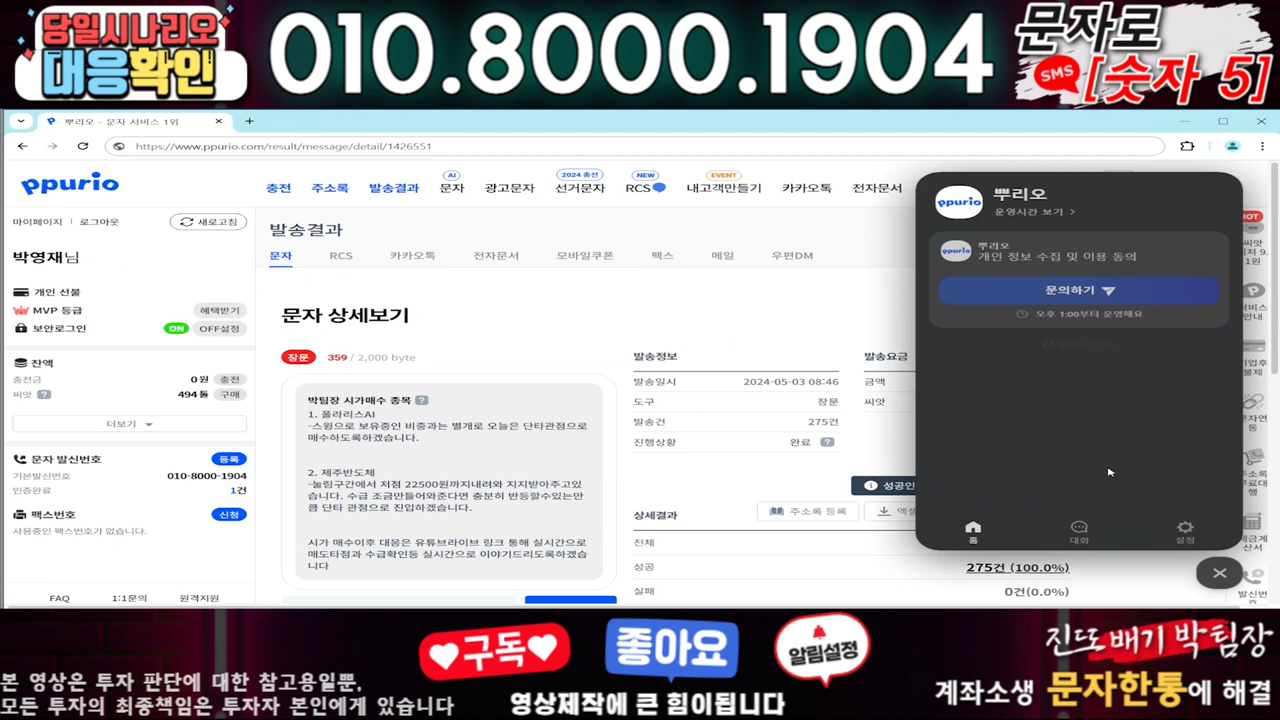 당일시나리오
대응확인
010.8000.1904
문자로
SMS
[숫자 5]
뿌리오 - 문자 서비스 1위
https://www.ppurio.com/result/message/detail/1426551
ppurio
충전 주소록 발송결과 AI 문자 광고문자 2024 총선 선거문자 NEW RCS EVENT 내고객만들기 카카오톡 전자문서
마이페이지 로그아웃 새로고침
박영재님
개인 선불
MVP 등급 혜택받기
보안로그인 ON OFF설정
잔액
충전금 0원 충전
씨앗 ? 494톨 구매
더보기
문자 발신번호 등록
기본발신번호 010-8000-1904
인증완료 1건
팩스번호 신청
사용중인 팩스번호가 없습니다.
FAQ 1:1문의 원격지원
발송결과
문자 RCS 카카오톡 전자문서 모바일쿠폰 팩스 메일 우편DM
문자 상세보기
장문 359 / 2,000 byte
박팀장 시가매수 종목 ?
1. 폴라리스AI
-스윙으로 보유중인 비중과는 별개로 오늘은 단타관점으로
매수하도록하겠습니다.
2. 제주반도체
-눌림구간에서 저점 22500원까지내려와 지지받아주고있
습니다. 수급 조금만들어와준다면 충분히 반등할수있는만
큼 단타 관점으로 진입하겠습니다.
시가 매수이후 대응은 유튜브라이브 링크 통해 실시간으로
매도타점과 수급확인등 실시간으로 이야기드리도록하겠습
니다
발송정보
발송일시 2024-05-03 08:46
도구 장문
발송건 275건
진행상황 완료 ?
발송요금
금액
씨앗
성공인
상세결과 주소록 등록 엑셀
전체
성공 275건 (100.0%)
실패 0건(0.0%)
ppurio
뿌리오
운영시간 보기 >
ppurio
뿌리오
개인 정보 수집 및 이용 동의
문의하기
오후 1:00부터 운영해요
홈 대화 설정
구독
좋아요
알림설정
영상제작에 큰 힘이됩니다
본 영상은 투자 판단에 대한 참고용일뿐,
모든 투자의 최종책임은 투자자 본인에게 있습니다
진또배기 박팀장
계좌소생 문자한통에 해결